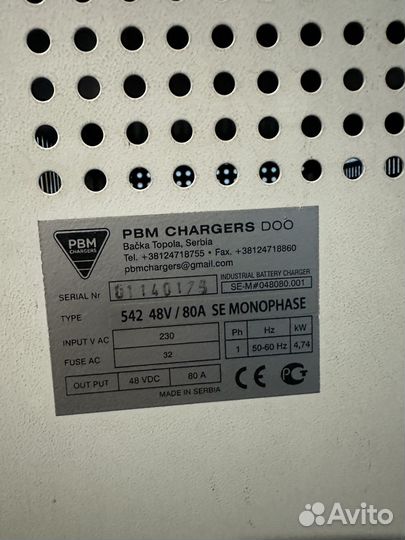 PBM
CHARGERS
PBM CHARGERS DOO
Bačka Topola, Serbia
Tel. +38124718755 • Fax. +38124718860
pbmchargers@gmail.com
INDUSTRIAL BATTERY CHARGER
SERIAL Nr 01140174 SE-M#048080.001
TYPE 542 48V / 80A SE MONOPHASE
INPUT V AC 230 Ph Hz kW
FUSE AC 32 1 50-60 Hz 4,74
OUT PUT 48 VDC 80 A CE
MADE IN SERBIA
Avito